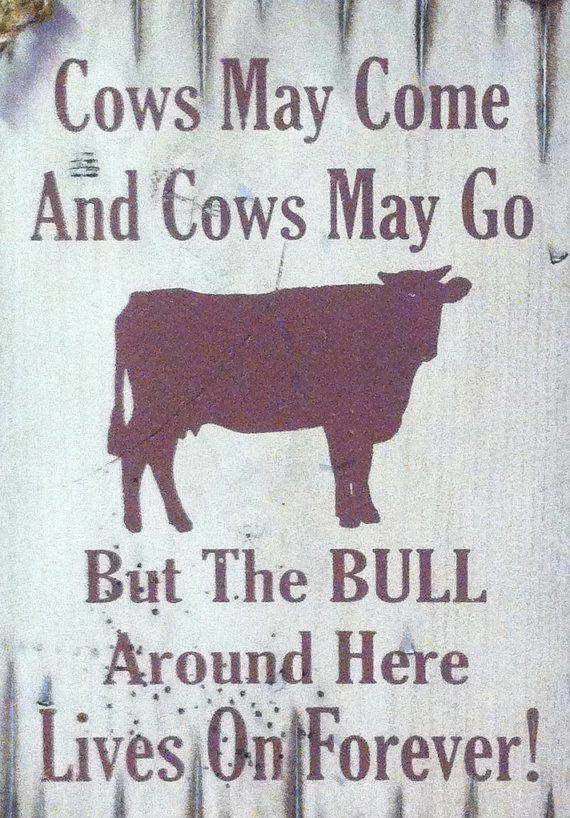 Cows May Come
And Cows May Go
But The BULL
Around Here
Lives On Forever!